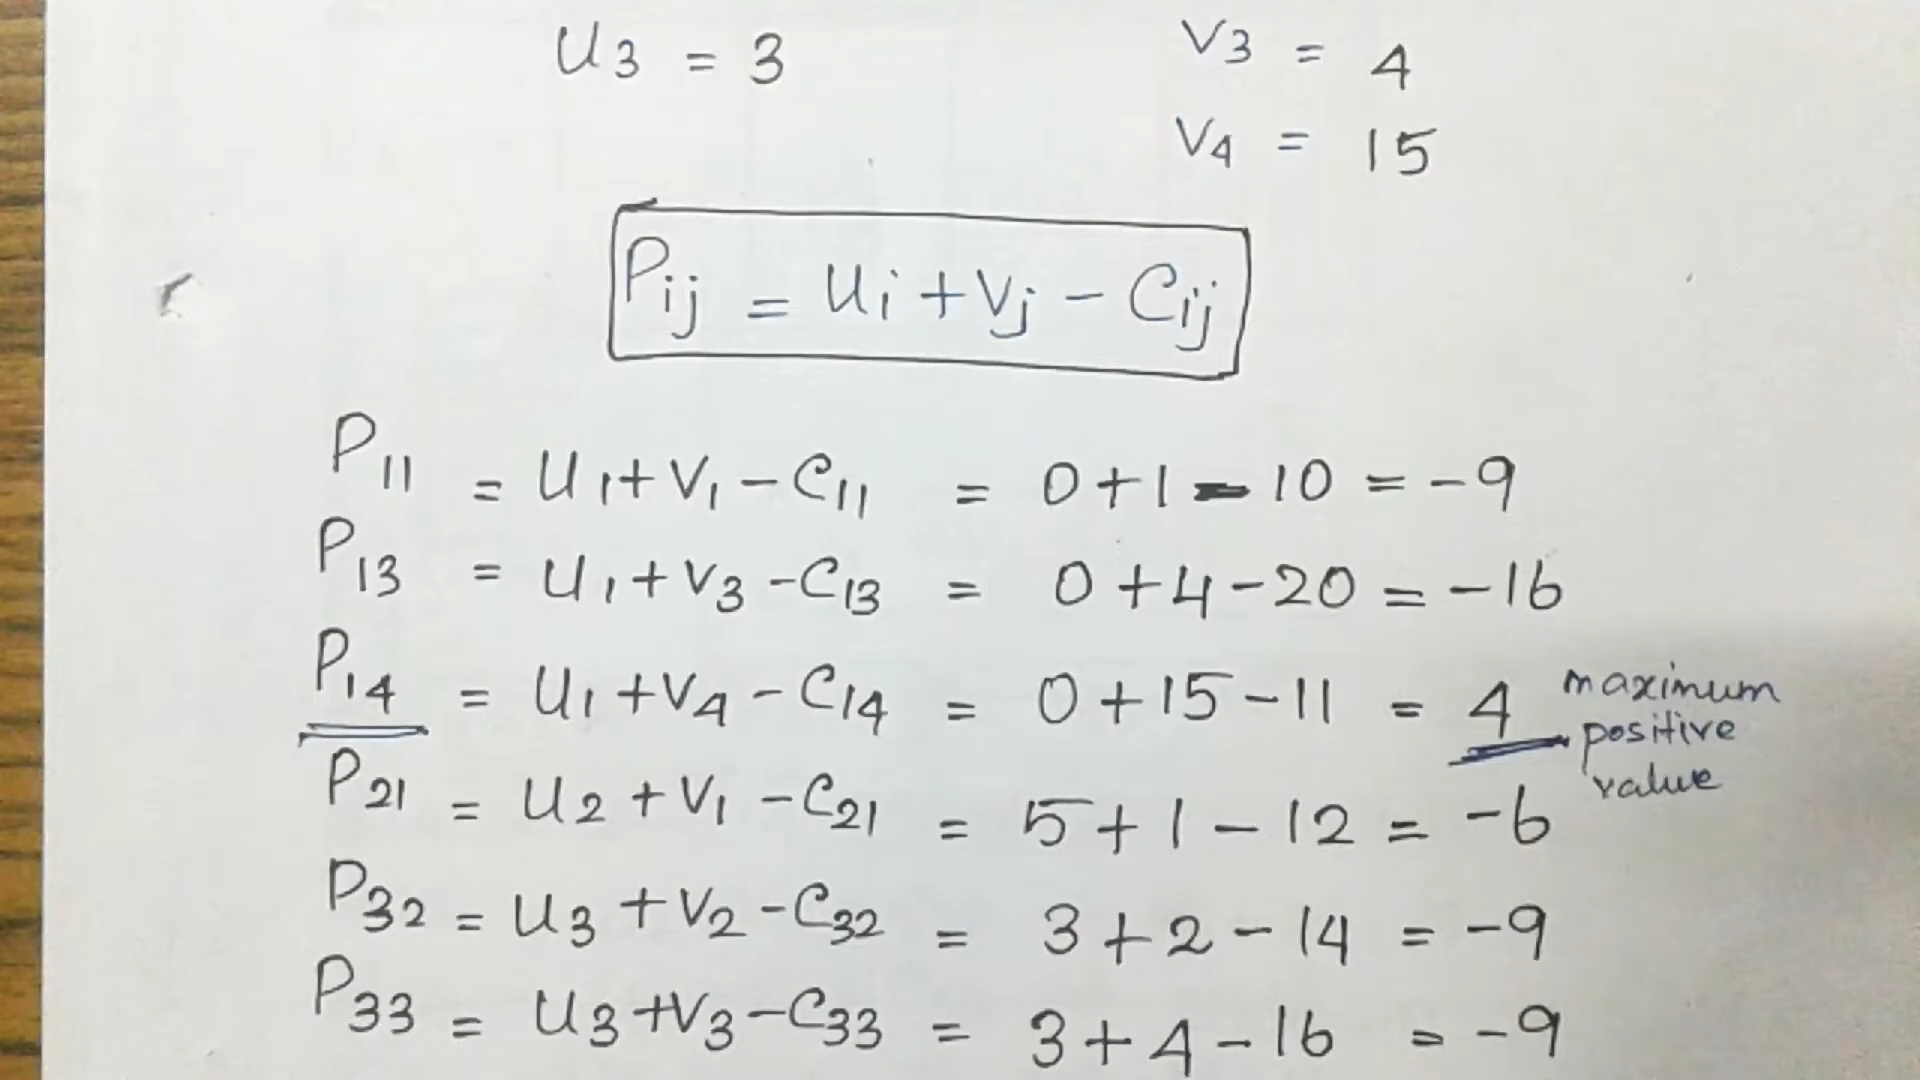 U3 = 3 V3 = 4
V4 = 15
Pij = Ui + Vj - Cij
P11 = U1 + V1 - C11 = 0 + 1 - 10 = -9
P13 = U1 + V3 - C13 = 0 + 4 - 20 = -16
P14 = U1 + V4 - C14 = 0 + 15 - 11 = 4 maximum
positive
value
P21 = U2 + V1 - C21 = 5 + 1 - 12 = -6
P32 = U3 + V2 - C32 = 3 + 2 - 14 = -9
P33 = U3 + V3 - C33 = 3 + 4 - 16 = -9